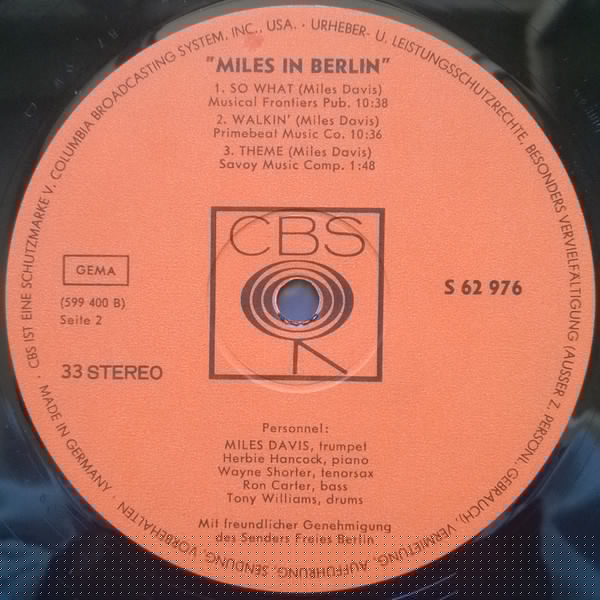 "MILES IN BERLIN"
1. SO WHAT (Miles Davis)
Musical Frontiers Pub. 10:38
2. WALKIN' (Miles Davis)
Primebeat Music Co. 10:36
3. THEME (Miles Davis)
Savoy Music Comp. 1:48
CBS
GEMA
(599 400 B)
Seite 2
33 STEREO
S 62 976
Personnel:
MILES DAVIS, trumpet
Herbie Hancock, piano
Wayne Shorter, tenorsax
Ron Carter, bass
Tony Williams, drums
Mit freundlicher Genehmigung
des Senders Freies Berlin
· CBS IST EINE SCHUTZMARKE V. COLUMBIA BROADCASTING SYSTEM, INC., USA. · URHEBER- U. LEISTUNGSSCHUTZRECHTE, BESONDERS VERVIELFÄLTIGUNG (AUSSER Z. PERSÖNL. GEBRAUCH), VERMIETUNG, AUFFÜHRUNG, SENDUNG, VORBEHALTEN · MADE IN GERMANY